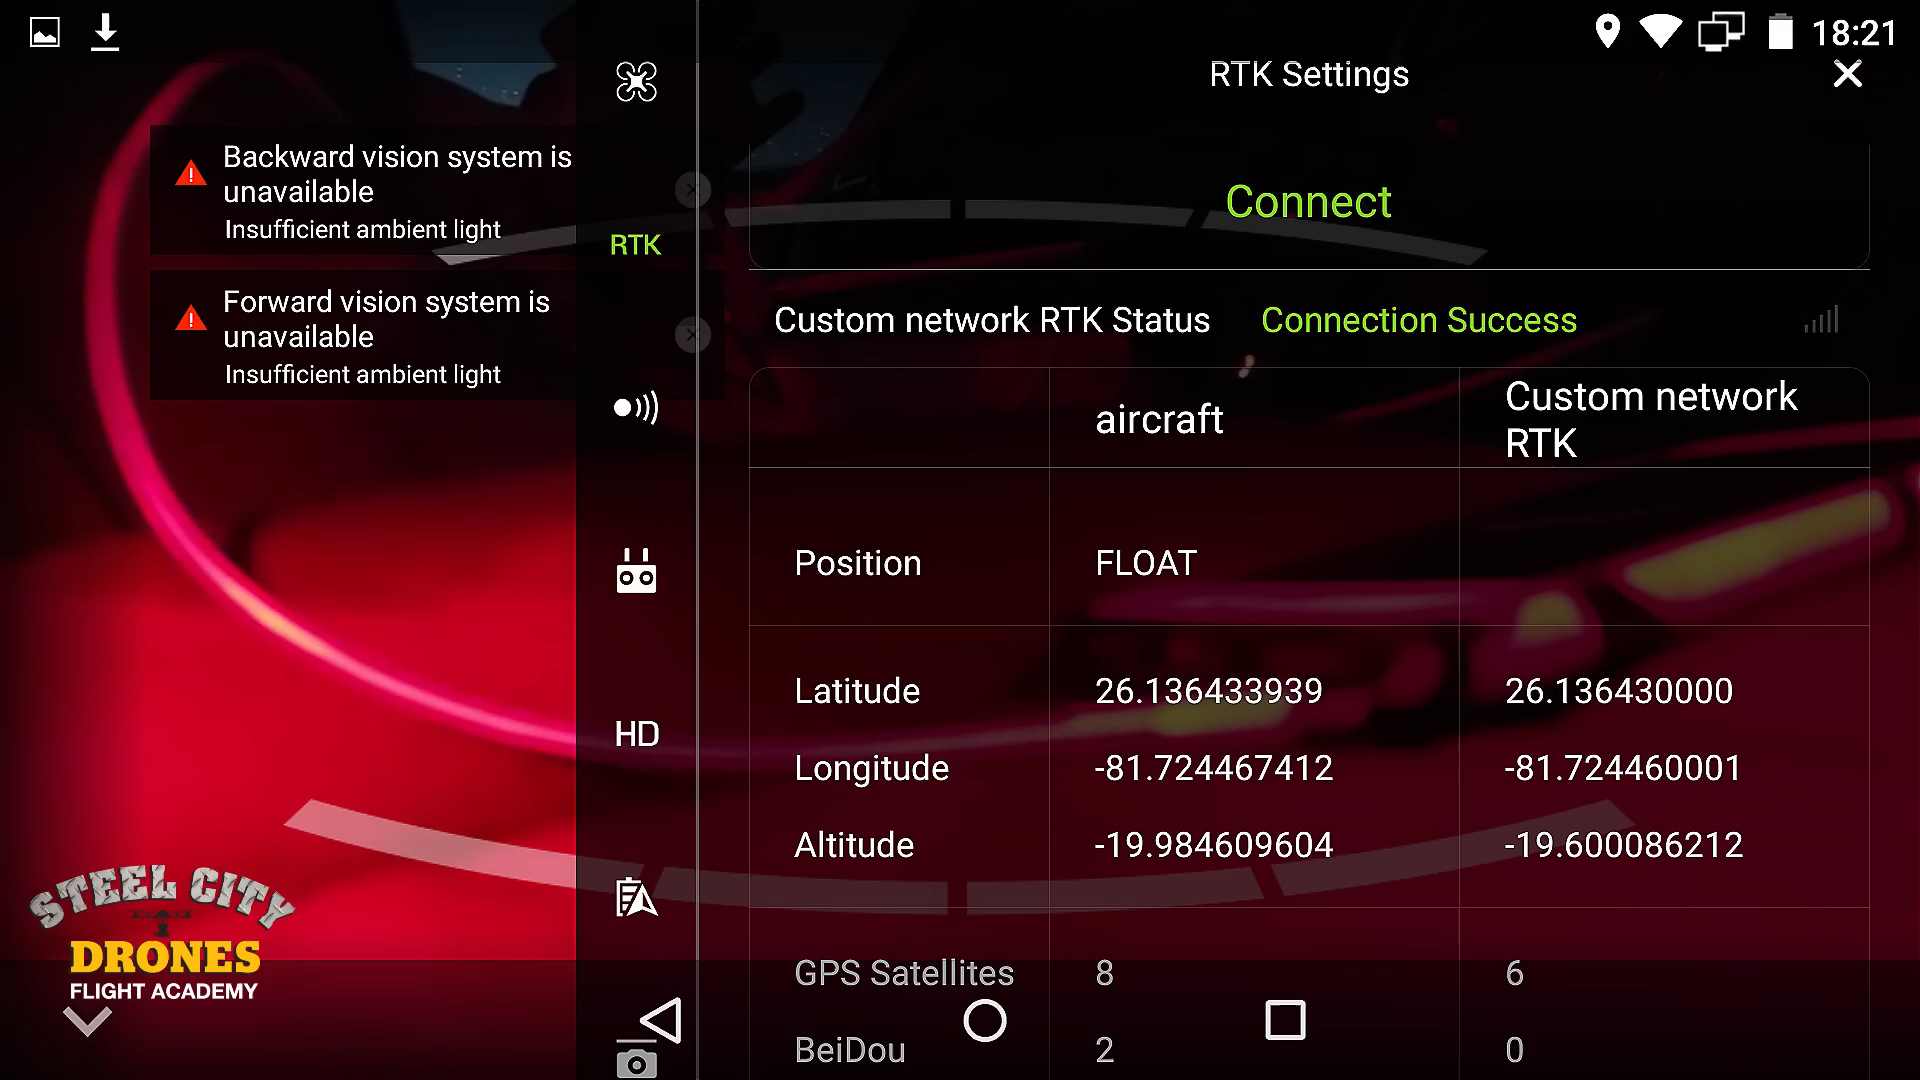 18:21
RTK Settings
Backward vision system is
unavailable
Insufficient ambient light
Forward vision system is
unavailable
Insufficient ambient light
RTK
HD
Connect
Custom network RTK Status Connection Success
aircraft Custom network
RTK
Position FLOAT
Latitude 26.136433939 26.136430000
Longitude -81.724467412 -81.724460001
Altitude -19.984609604 -19.600086212
GPS Satellites 8 6
BeiDou 2 0
STEEL CITY
DRONES
FLIGHT ACADEMY